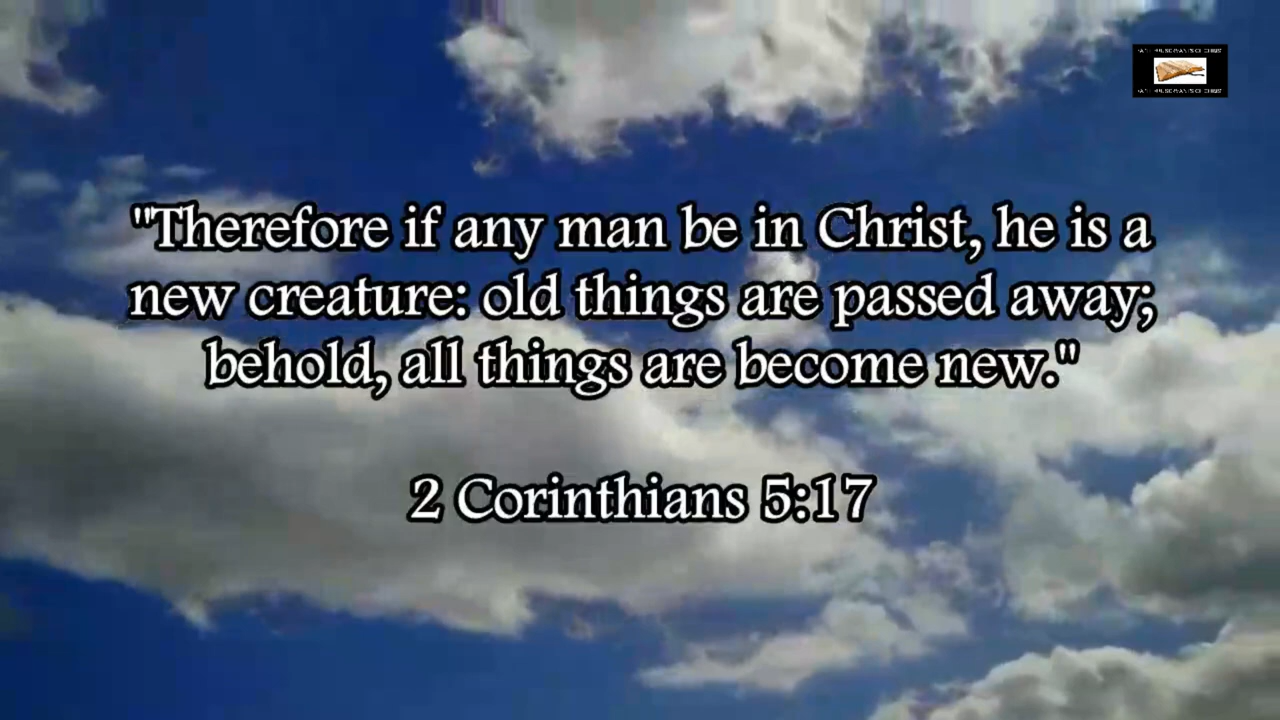 "Therefore if any man be in Christ, he is a
new creature: old things are passed away;
behold, all things are become new."
2 Corinthians 5:17